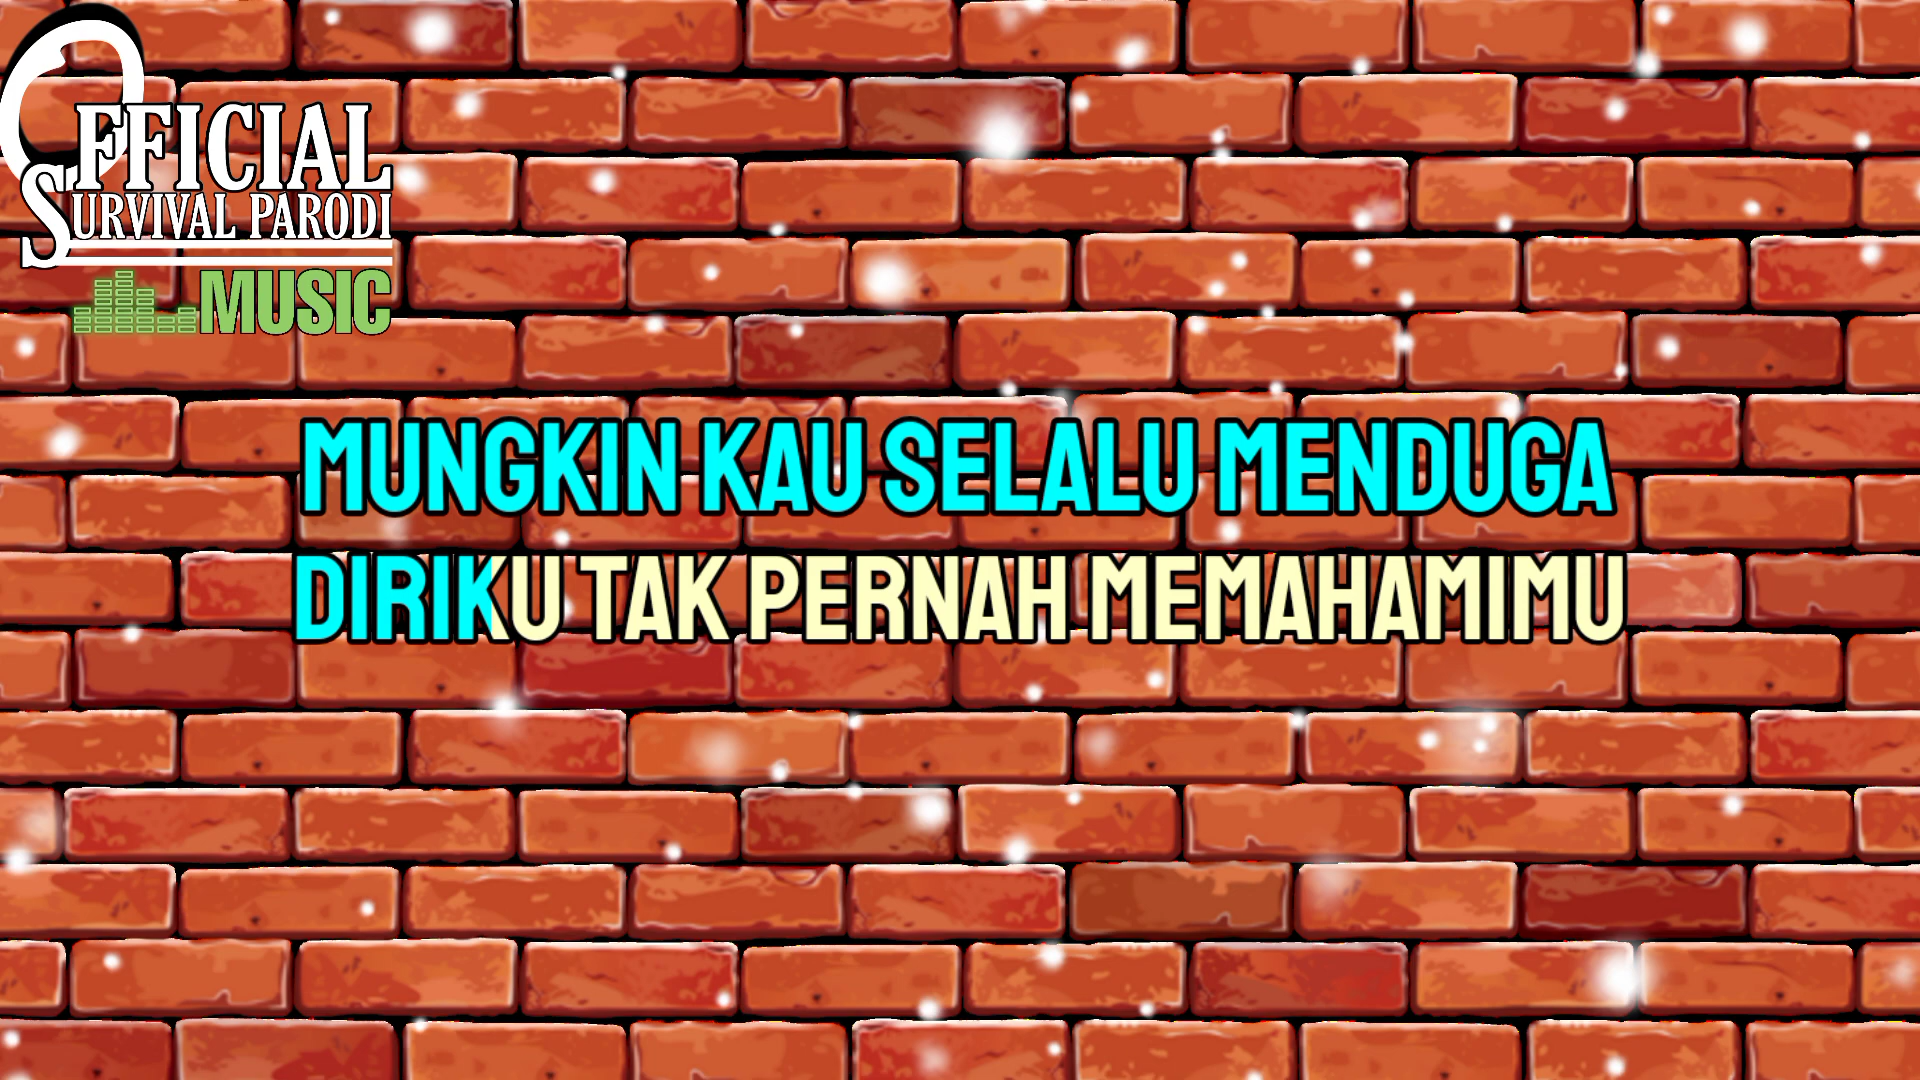 OFFICIAL
SURVIVAL PARODI
MUSIC
MUNGKIN KAU SELALU MENDUGA
DIRIKU TAK PERNAH MEMAHAMIMU